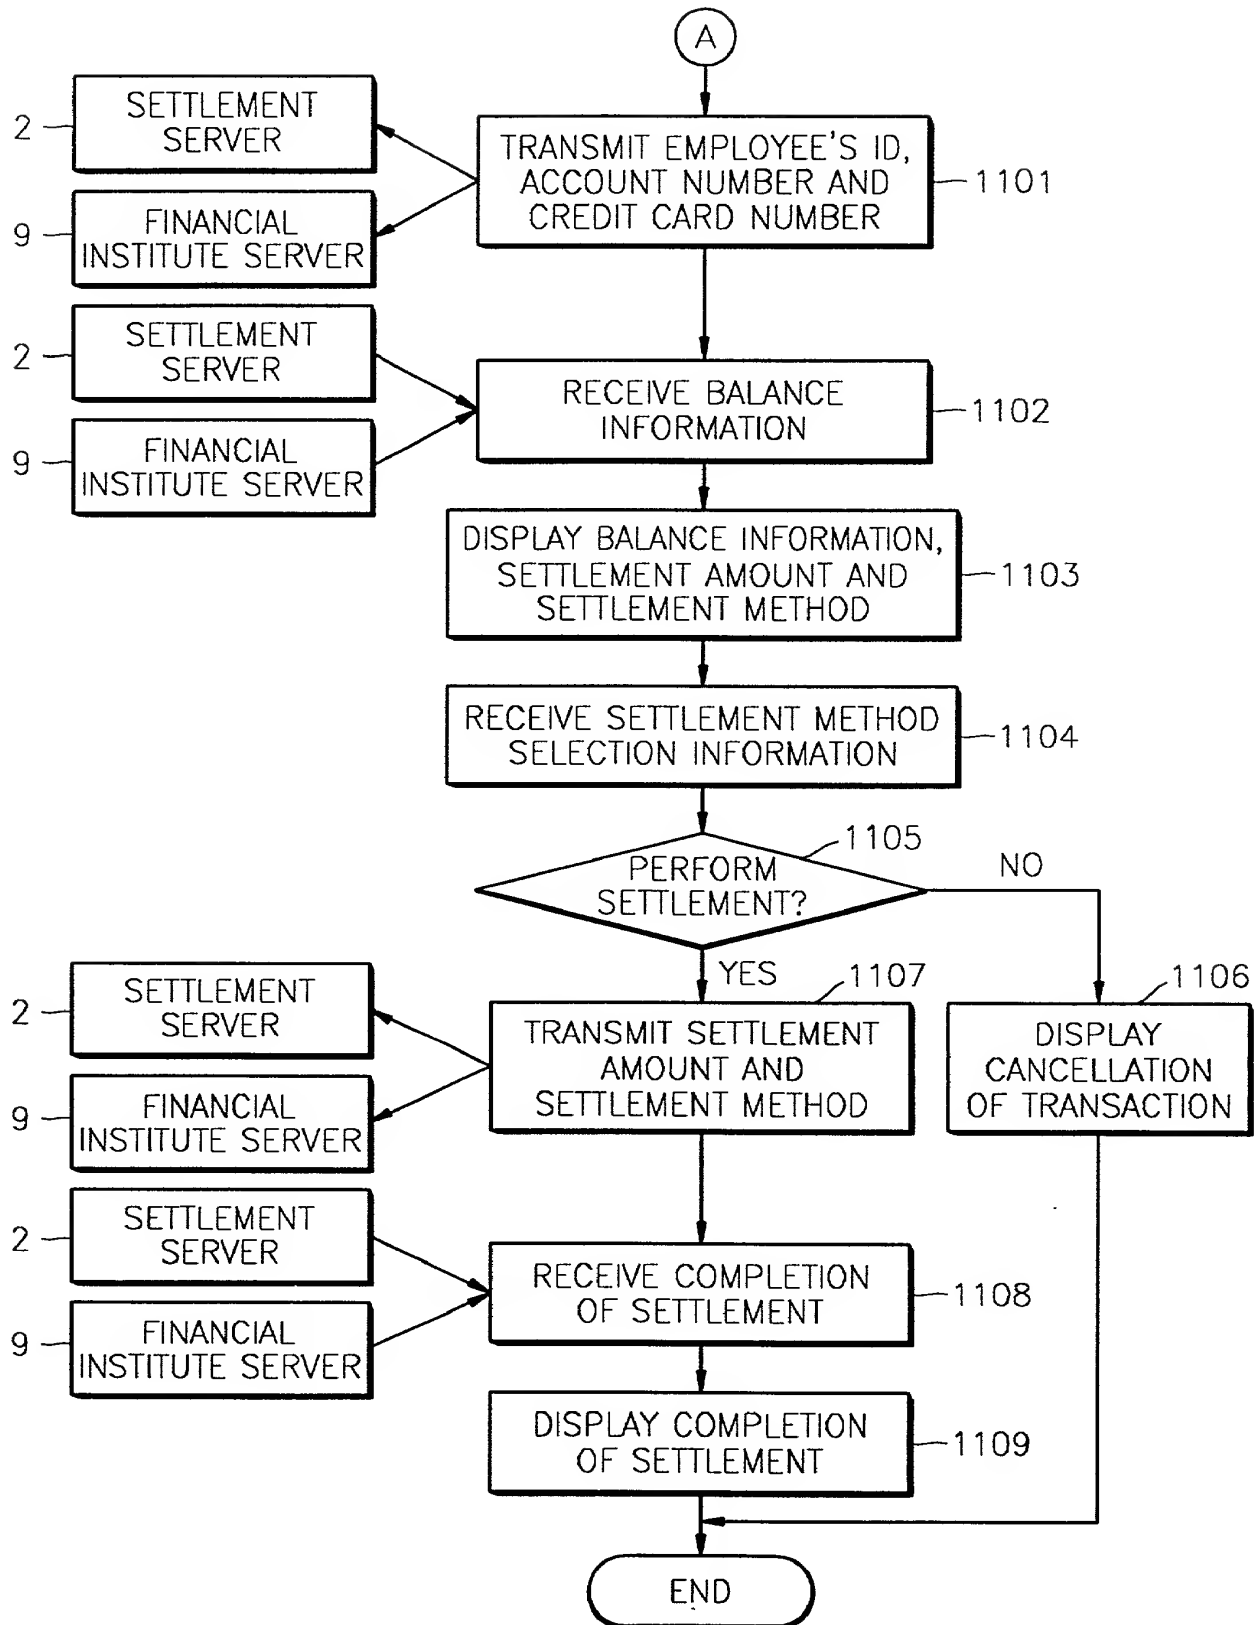 A
SETTLEMENT
SERVER
2
TRANSMIT EMPLOYEE'S ID,
ACCOUNT NUMBER AND
CREDIT CARD NUMBER
1101
FINANCIAL
INSTITUTE SERVER
9
SETTLEMENT
SERVER
2
RECEIVE BALANCE
INFORMATION
1102
FINANCIAL
INSTITUTE SERVER
9
DISPLAY BALANCE INFORMATION,
SETTLEMENT AMOUNT AND
SETTLEMENT METHOD
1103
RECEIVE SETTLEMENT METHOD
SELECTION INFORMATION
1104
1105
PERFORM
SETTLEMENT?
NO
YES
SETTLEMENT
SERVER
2
1107
TRANSMIT SETTLEMENT
AMOUNT AND
SETTLEMENT METHOD
1106
DISPLAY
CANCELLATION
OF TRANSACTION
FINANCIAL
INSTITUTE SERVER
9
SETTLEMENT
SERVER
2
RECEIVE COMPLETION
OF SETTLEMENT
1108
FINANCIAL
INSTITUTE SERVER
9
DISPLAY COMPLETION
OF SETTLEMENT
1109
END